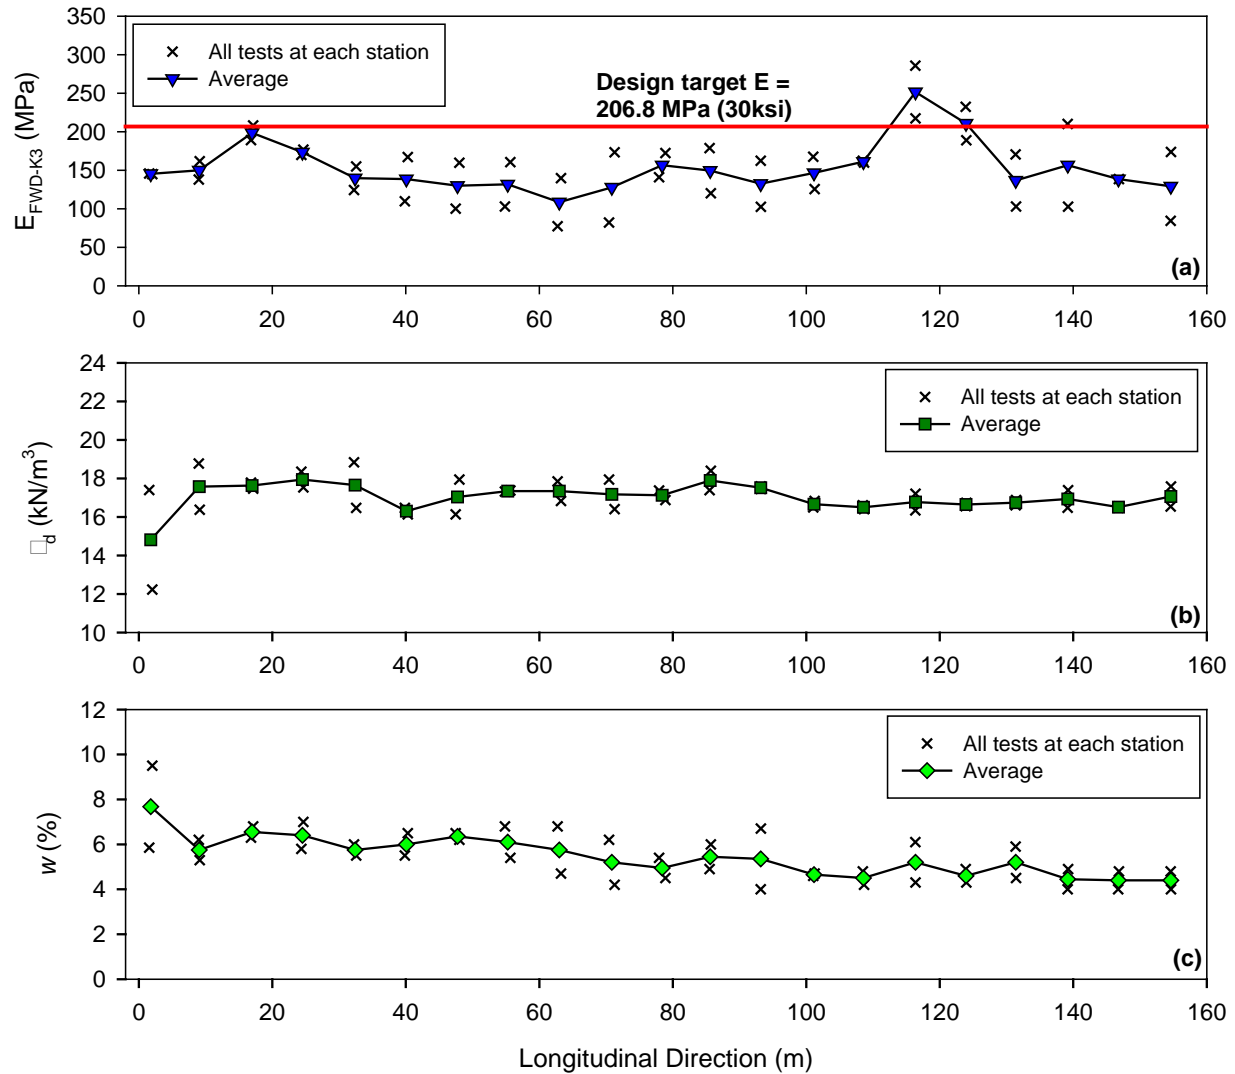 350
300
250
200
150
100
50
0
E_FWD-K3 (MPa)
All tests at each station
Average
Design target E =
206.8 MPa (30ksi)
(a)
0 20 40 60 80 100 120 140 160
24
22
20
18
16
14
12
10
□_d (kN/m³)
All tests at each station
Average
(b)
0 20 40 60 80 100 120 140 160
12
10
8
6
4
2
0
w (%)
All tests at each station
Average
(c)
0 20 40 60 80 100 120 140 160
Longitudinal Direction (m)